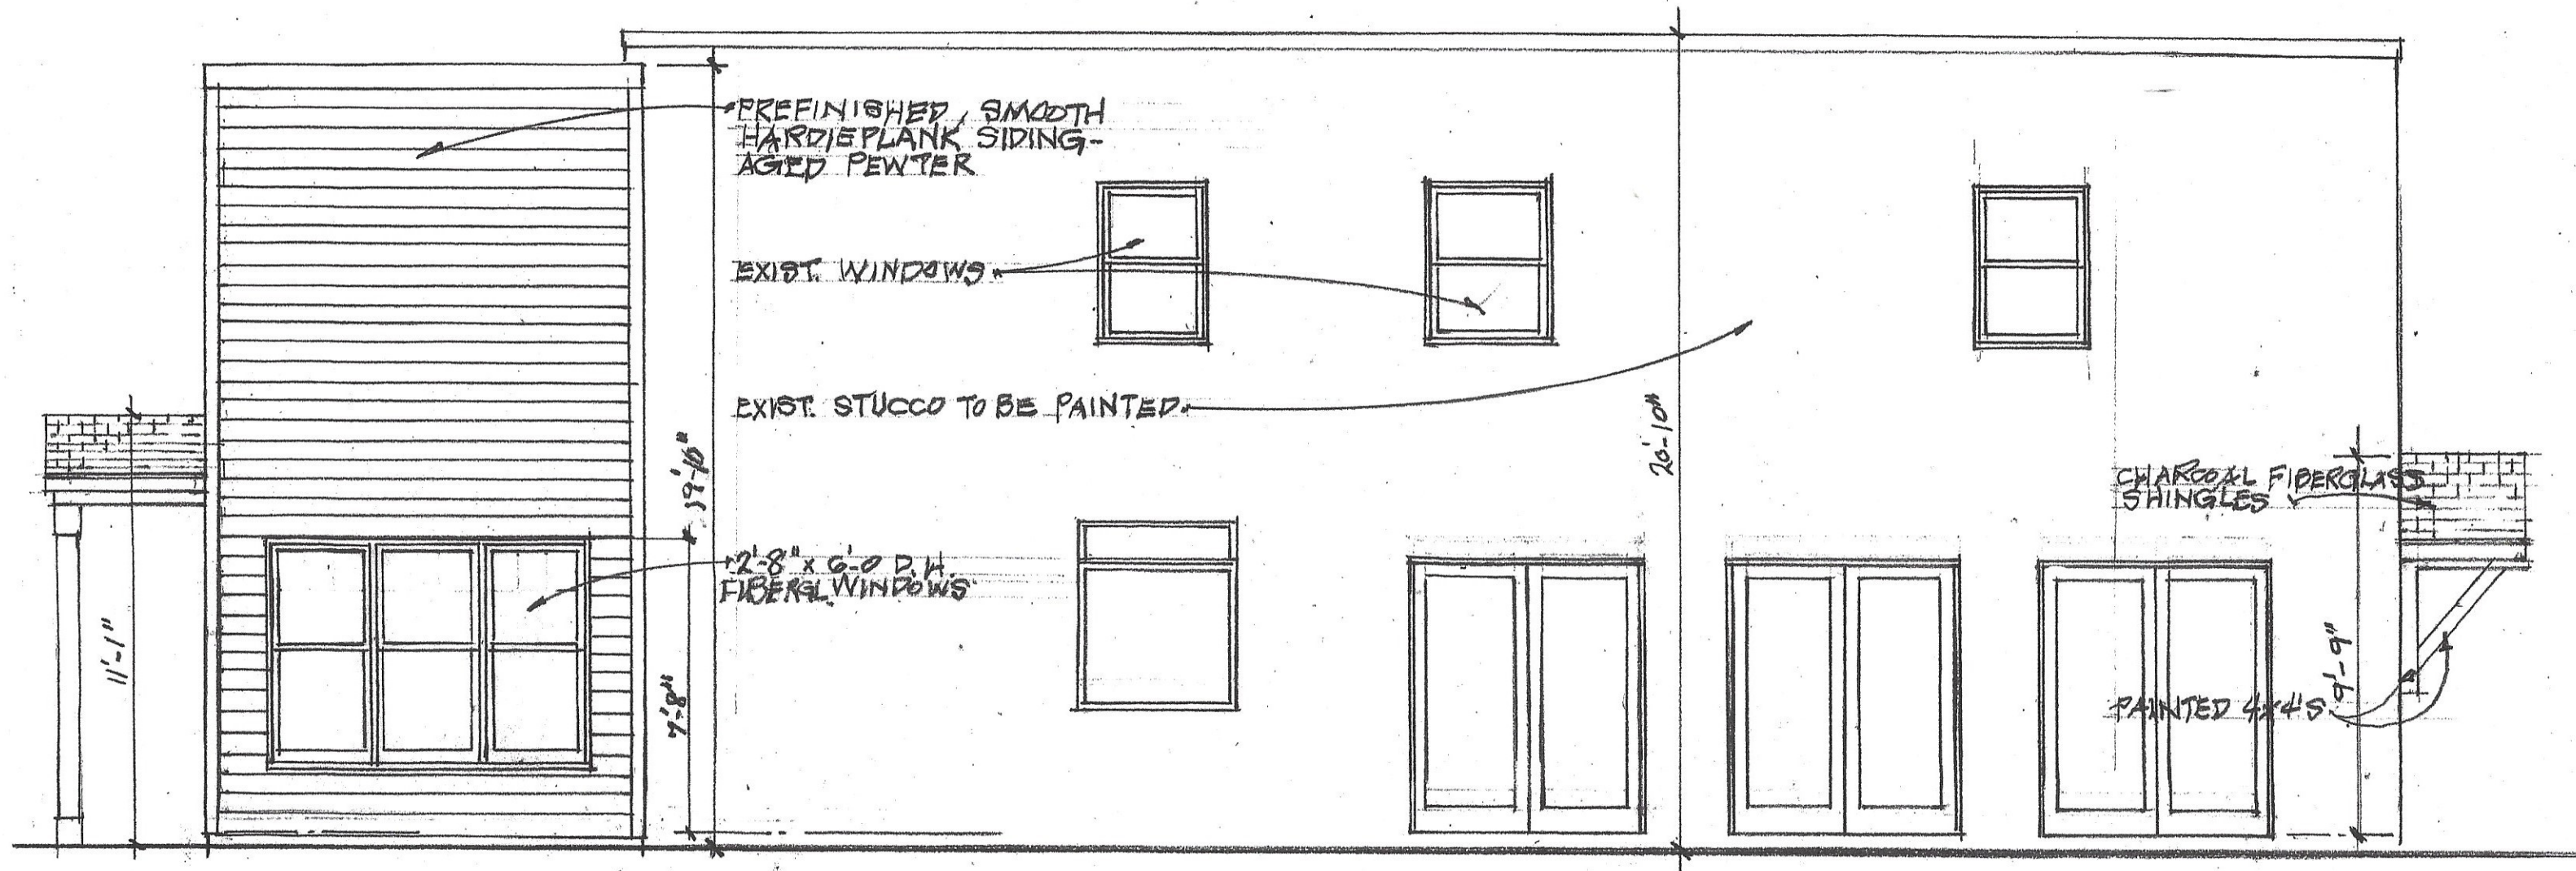 PREFINISHED, SMOOTH
HARDIEPLANK SIDING-
AGED PEWTER
EXIST. WINDOWS
EXIST. STUCCO TO BE PAINTED
19'-10"
20'-10"
CHARCOAL FIBERGLASS
SHINGLES
2'-8" x 6'-0 D.H.
FIBERGL. WINDOWS
11'-1"
7'-8"
9'-9"
PAINTED 4x4'S